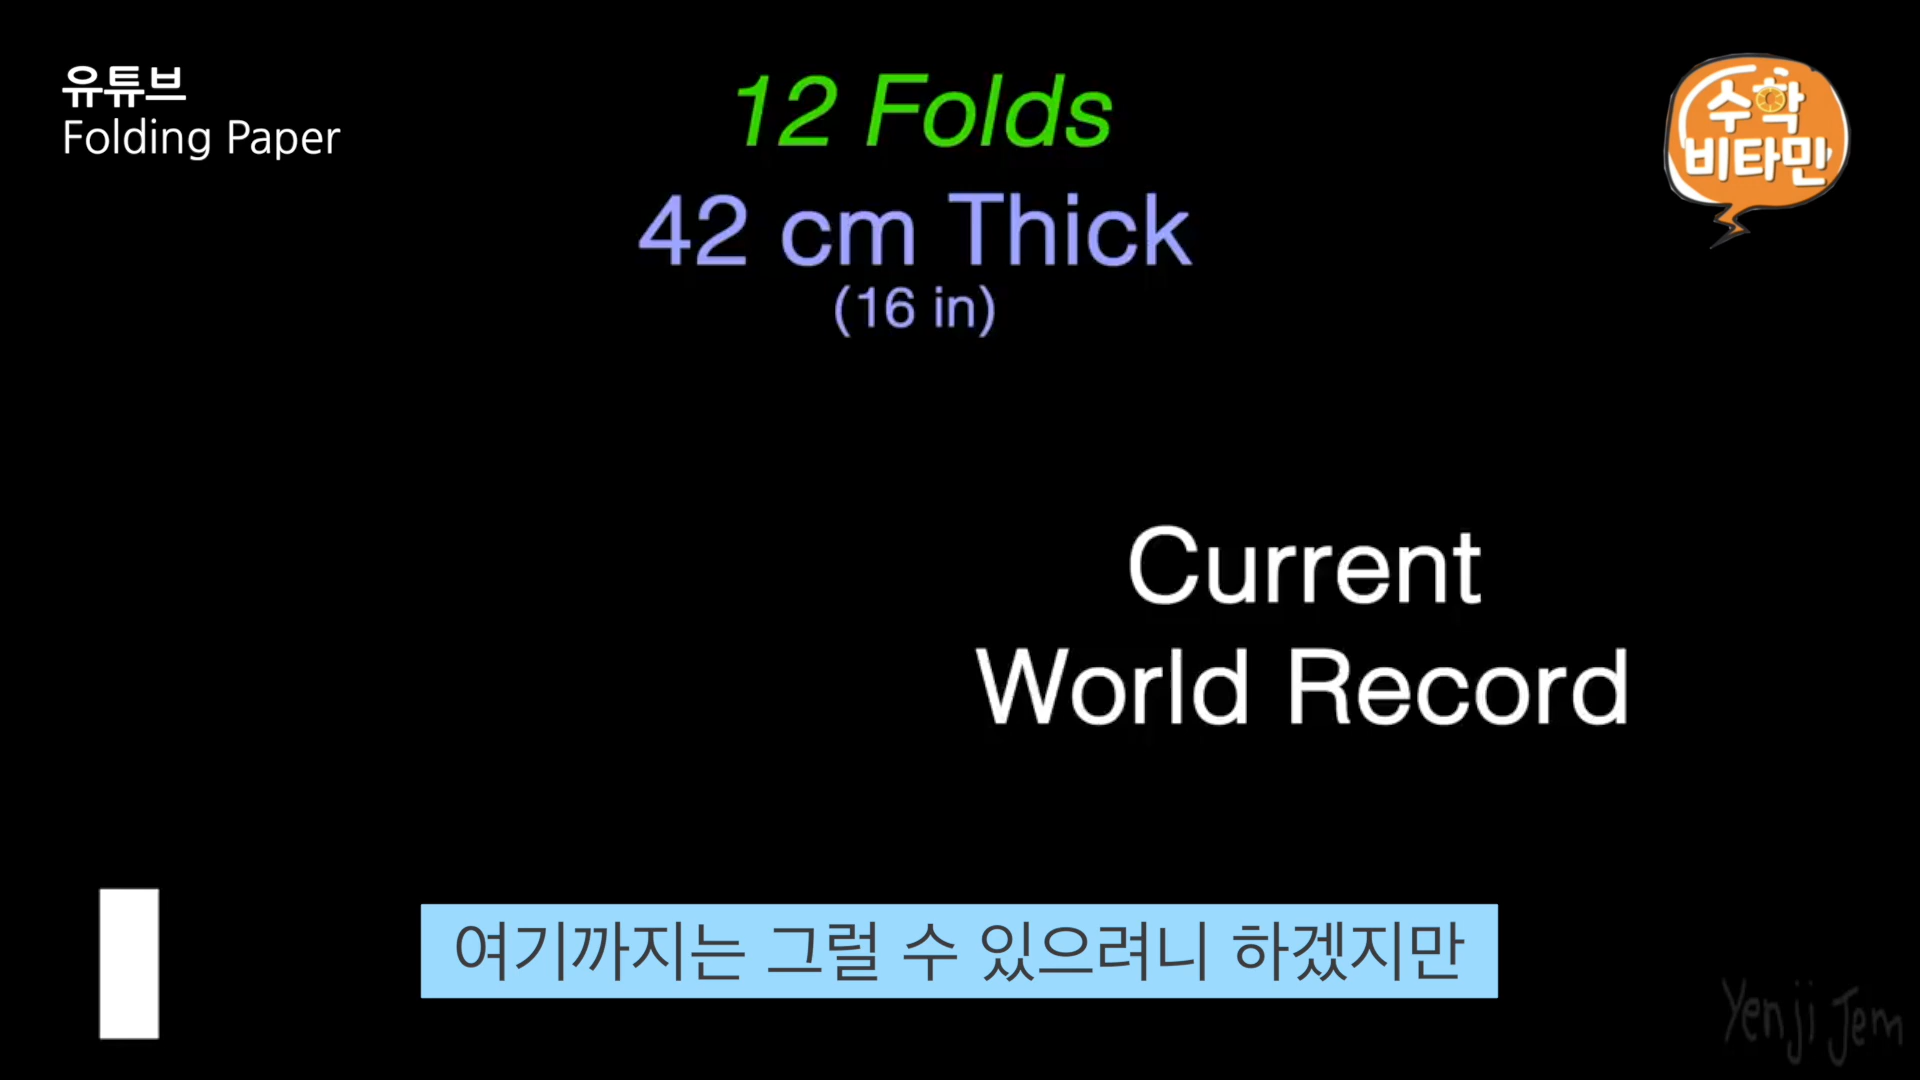 유튜브
Folding Paper
12 Folds
42 cm Thick
(16 in)
수학
비타민
Current
World Record
여기까지는 그럴 수 있으려니 하겠지만
Yenji Jem